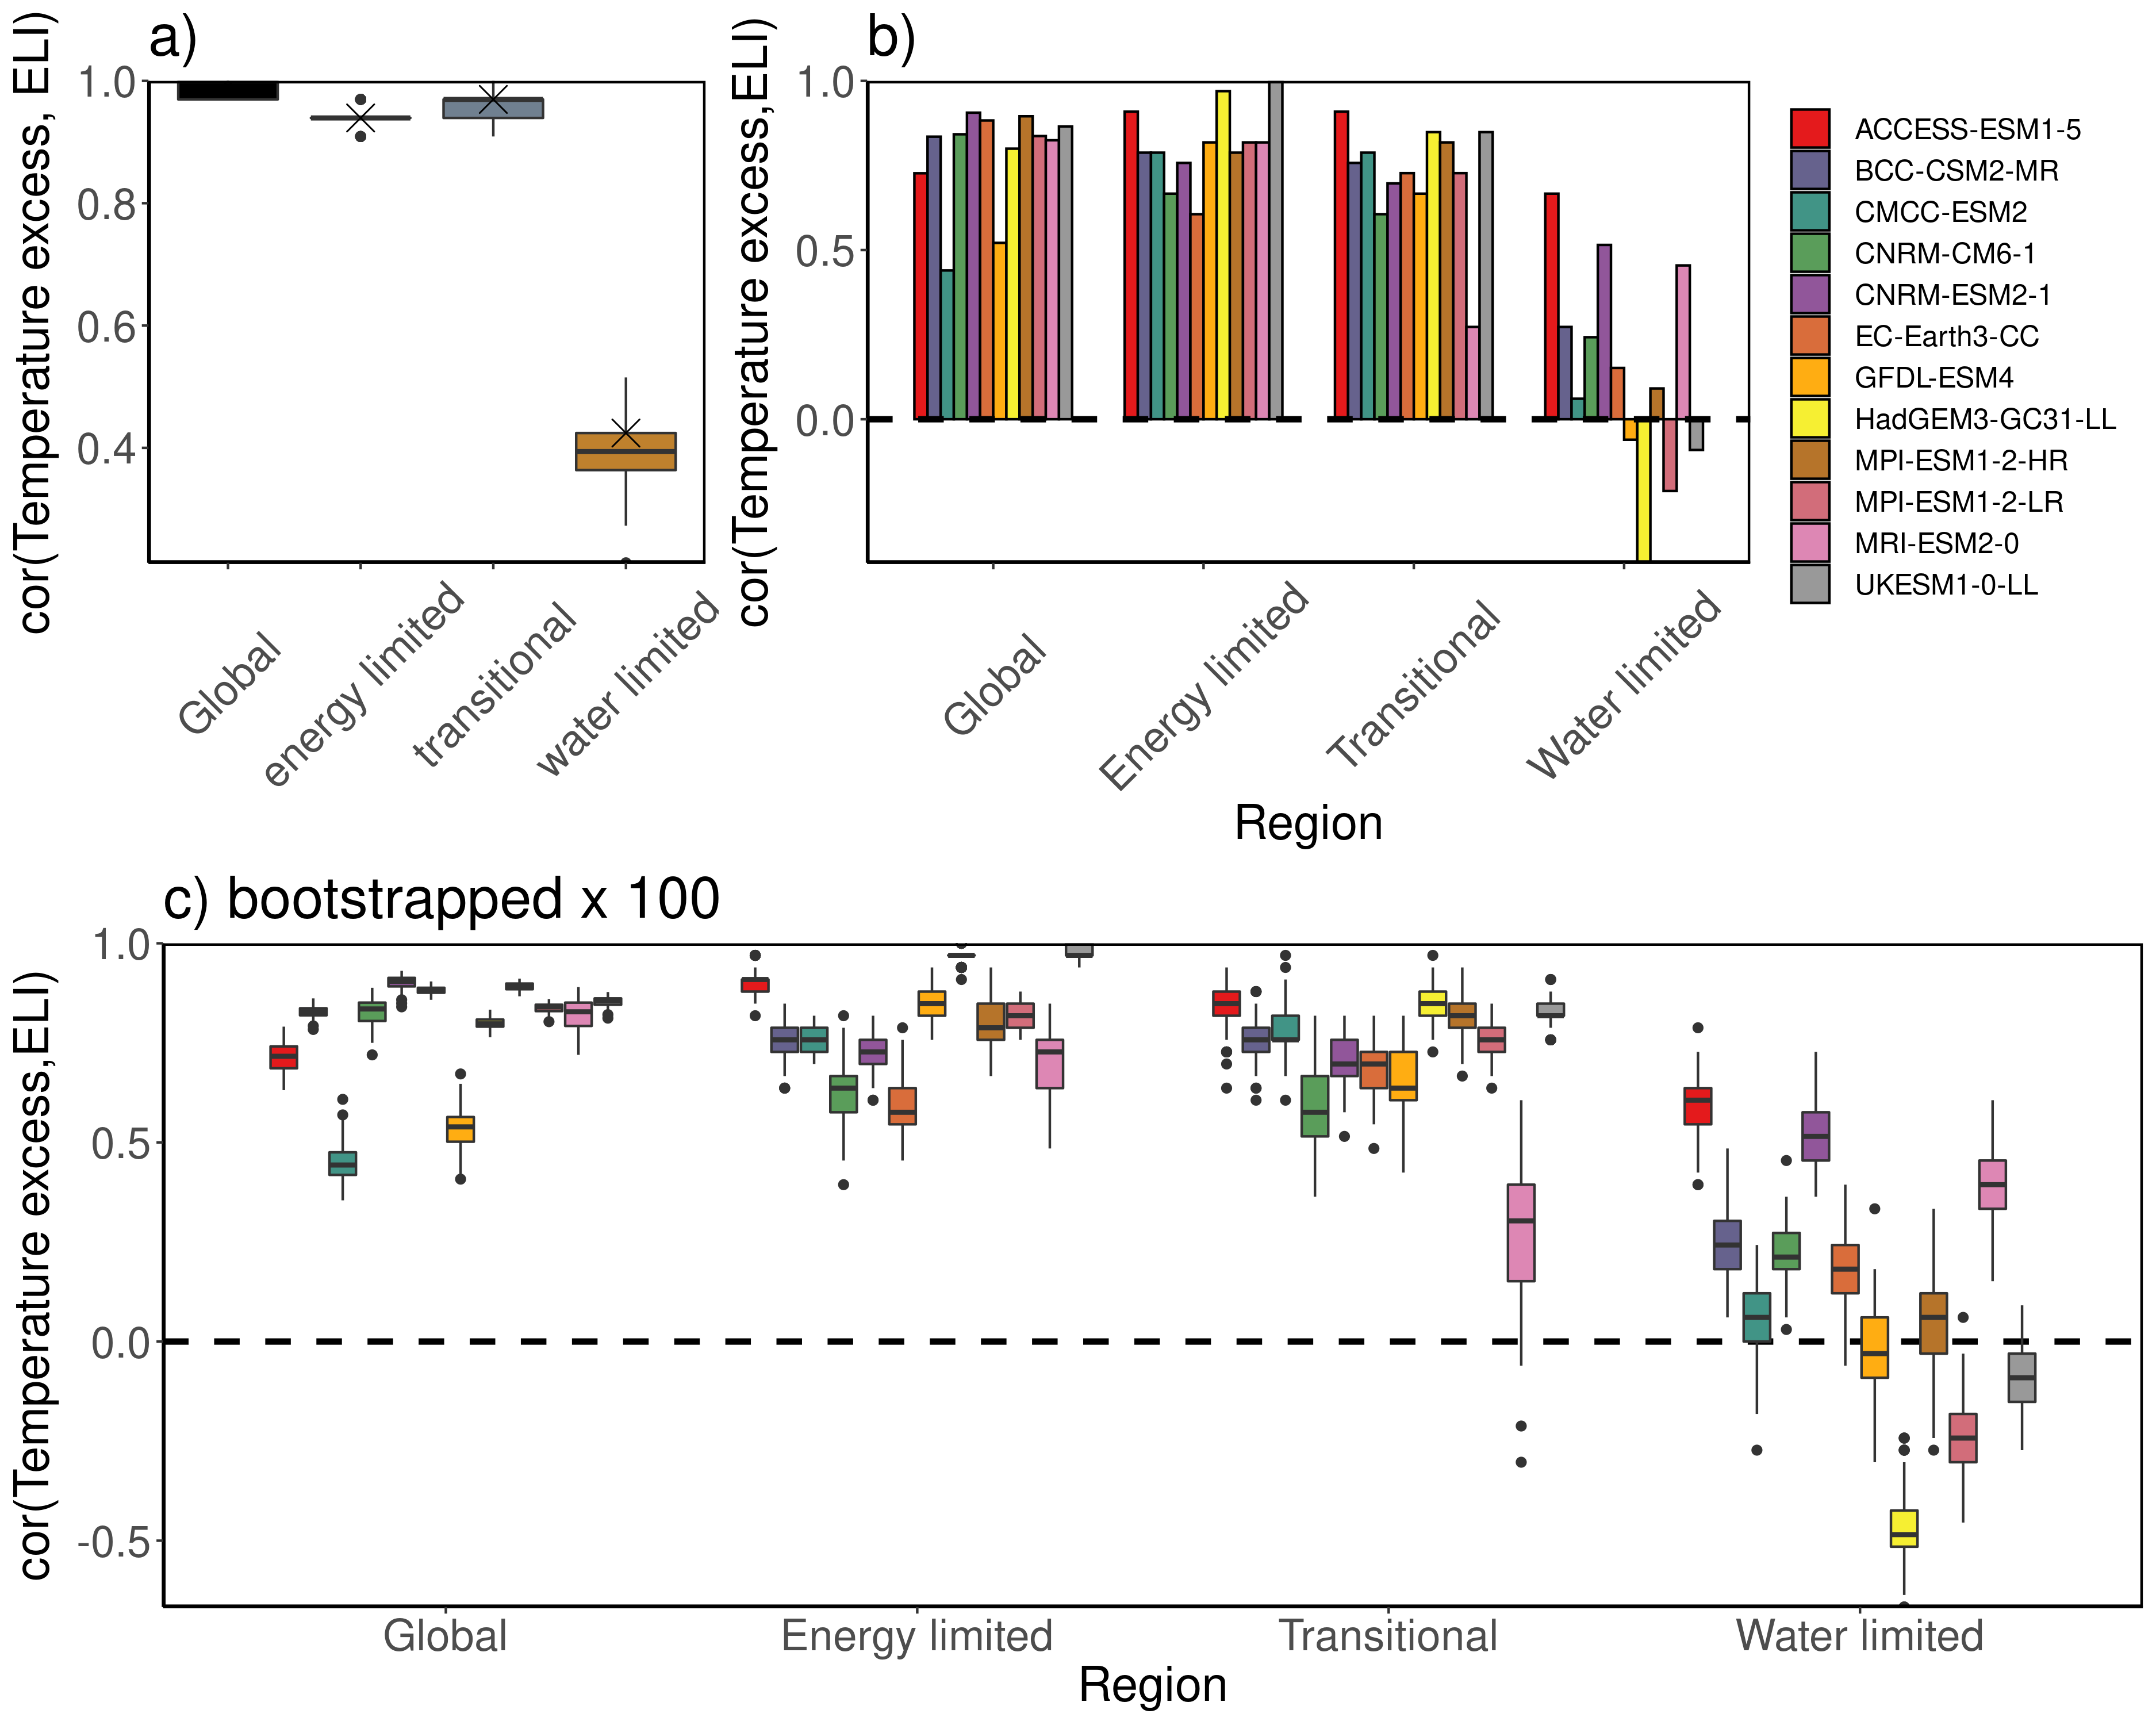 a)
cor(Temperature excess, ELI)
1.0
0.8
0.6
0.4
Global
energy limited
transitional
water limited
b)
cor(Temperature excess,ELI)
1.0
0.5
0.0
Global
Energy limited
Transitional
Water limited
Region
ACCESS-ESM1-5
BCC-CSM2-MR
CMCC-ESM2
CNRM-CM6-1
CNRM-ESM2-1
EC-Earth3-CC
GFDL-ESM4
HadGEM3-GC31-LL
MPI-ESM1-2-HR
MPI-ESM1-2-LR
MRI-ESM2-0
UKESM1-0-LL
c) bootstrapped x 100
cor(Temperature excess,ELI)
1.0
0.5
0.0
-0.5
Global
Energy limited
Transitional
Water limited
Region